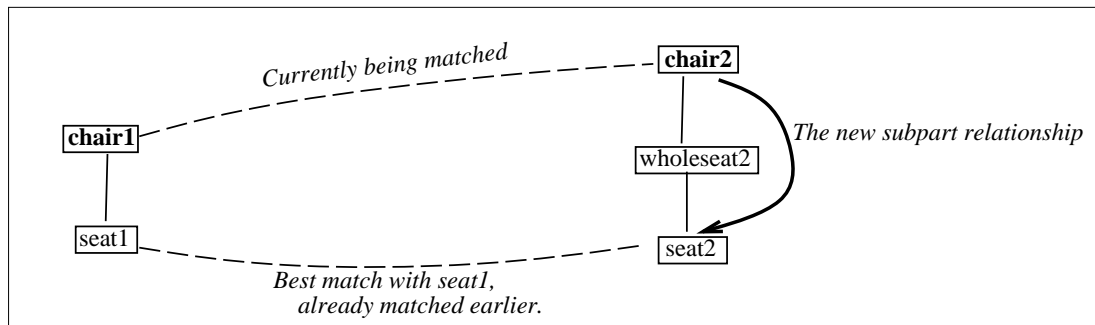 Currently being matched
chair2
chair1
The new subpart relationship
wholeseat2
seat1
seat2
Best match with seat1,
already matched earlier.